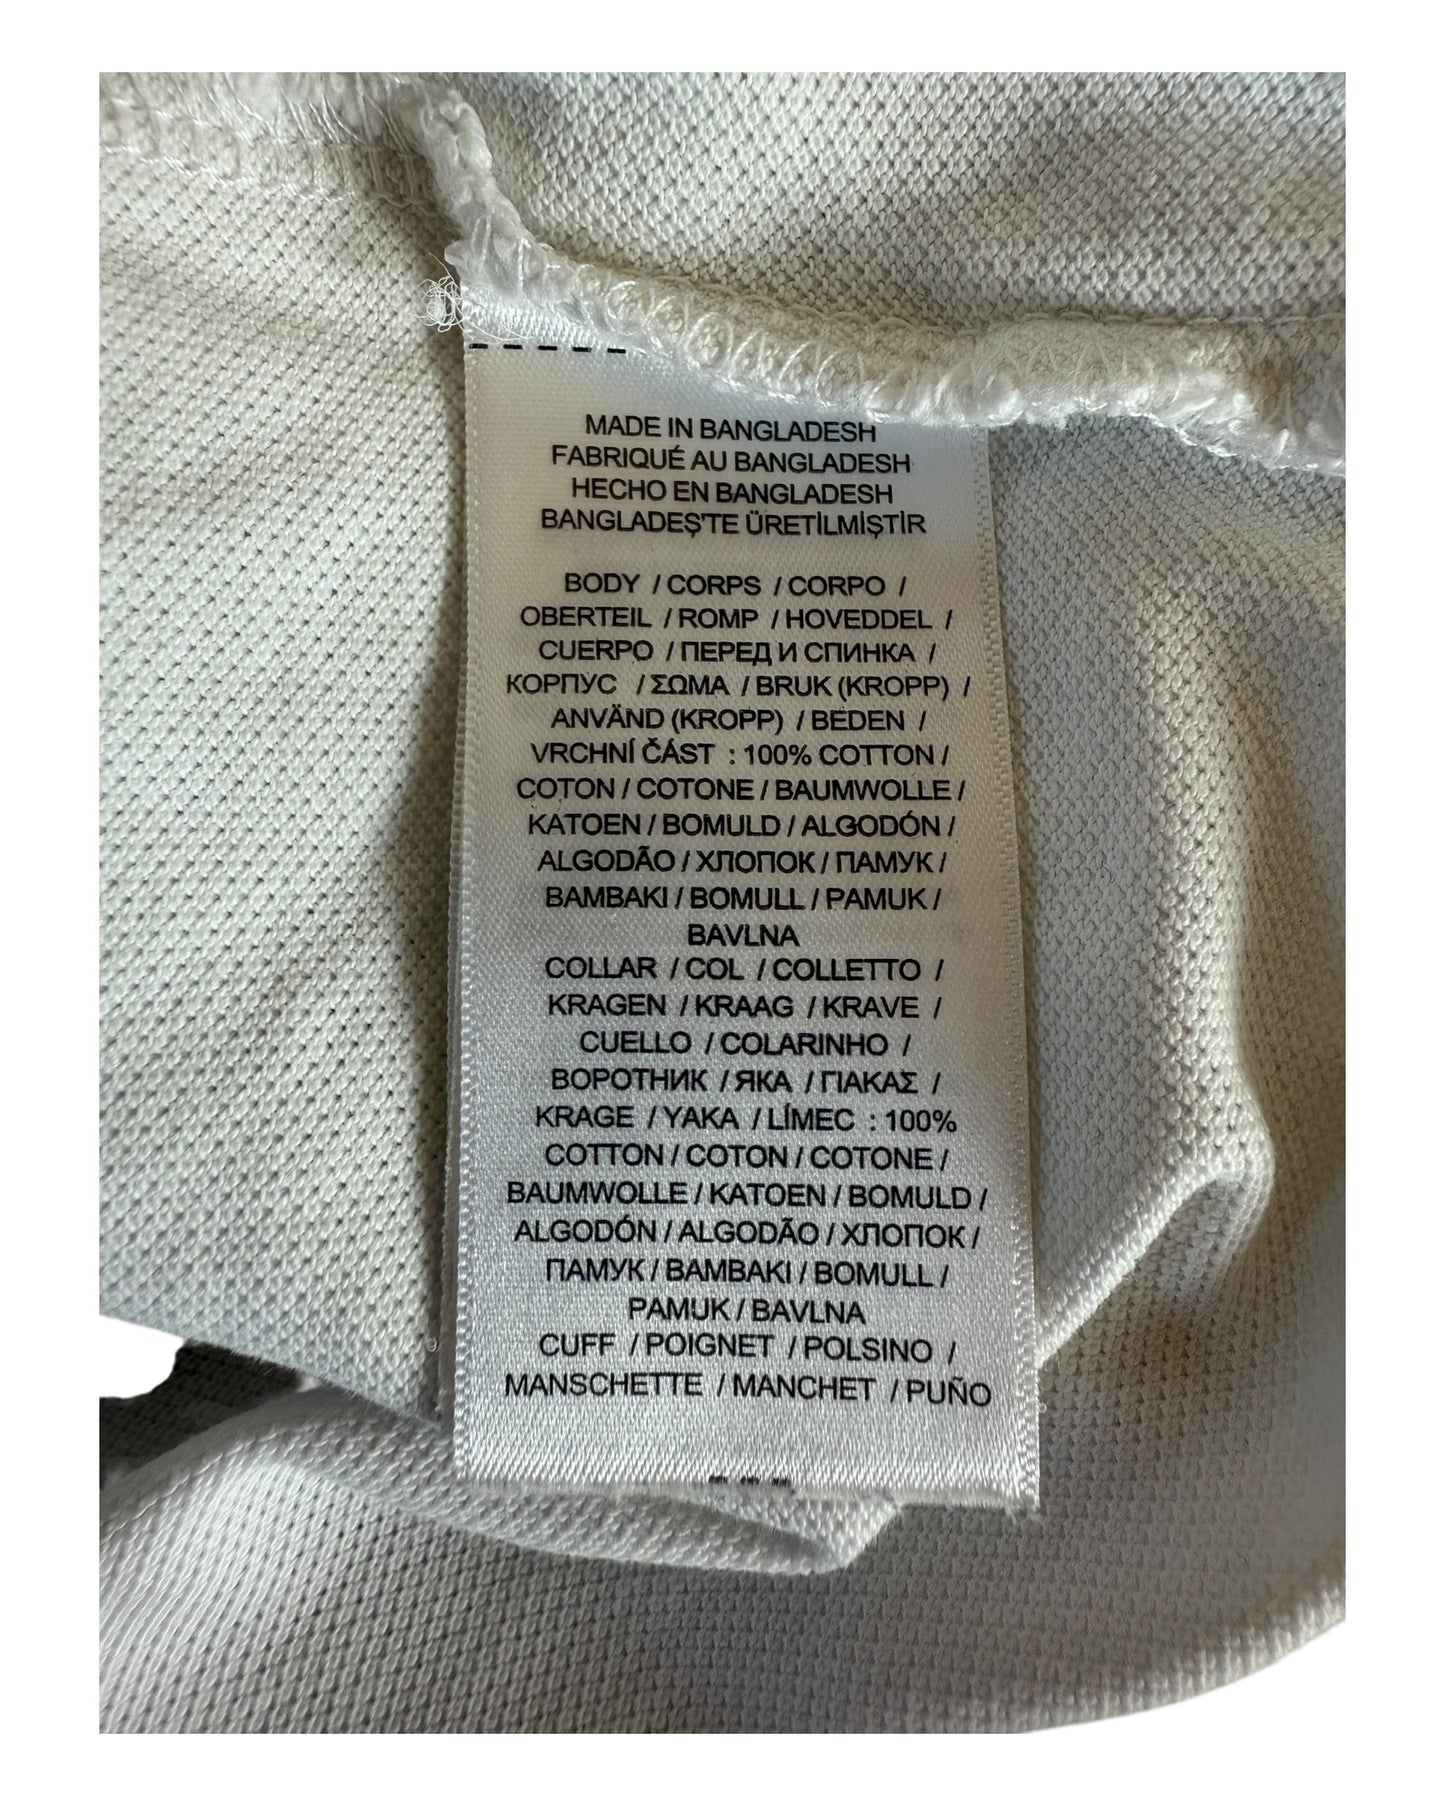 MADE IN BANGLADESH
FABRIQUÉ AU BANGLADESH
HECHO EN BANGLADESH
BANGLADEŞ'TE ÜRETİLMİŞTİR
BODY / CORPS / CORPO /
OBERTEIL / ROMP / HOVEDDEL /
CUERPO / ПЕРЕД И СПИНКА /
КОРПУС / ΣΩΜΑ / BRUK (KROPP) /
ANVÄND (KROPP) / BEDEN /
VRCHNÍ ČÁST : 100% COTTON /
COTON / COTONE / BAUMWOLLE /
KATOEN / BOMULD / ALGODÓN /
ALGODÃO / ХЛОПОК / ПАМУК /
BAMBAKI / BOMULL / PAMUK /
BAVLNA
COLLAR / COL / COLLETTO /
KRAGEN / KRAAG / KRAVE /
CUELLO / COLARINHO /
ВОРОТНИК / ЯКА / ГІАКАΣ /
KRAGE / YAKA / LÍMEC : 100%
COTTON / COTON / COTONE /
BAUMWOLLE / KATOEN / BOMULD /
ALGODÓN / ALGODÃO / ХЛОПОК /
ПАМУК / BAMBAKI / BOMULL /
PAMUK / BAVLNA
CUFF / POIGNET / POLSINO /
MANSCHETTE / MANCHET / PUÑO